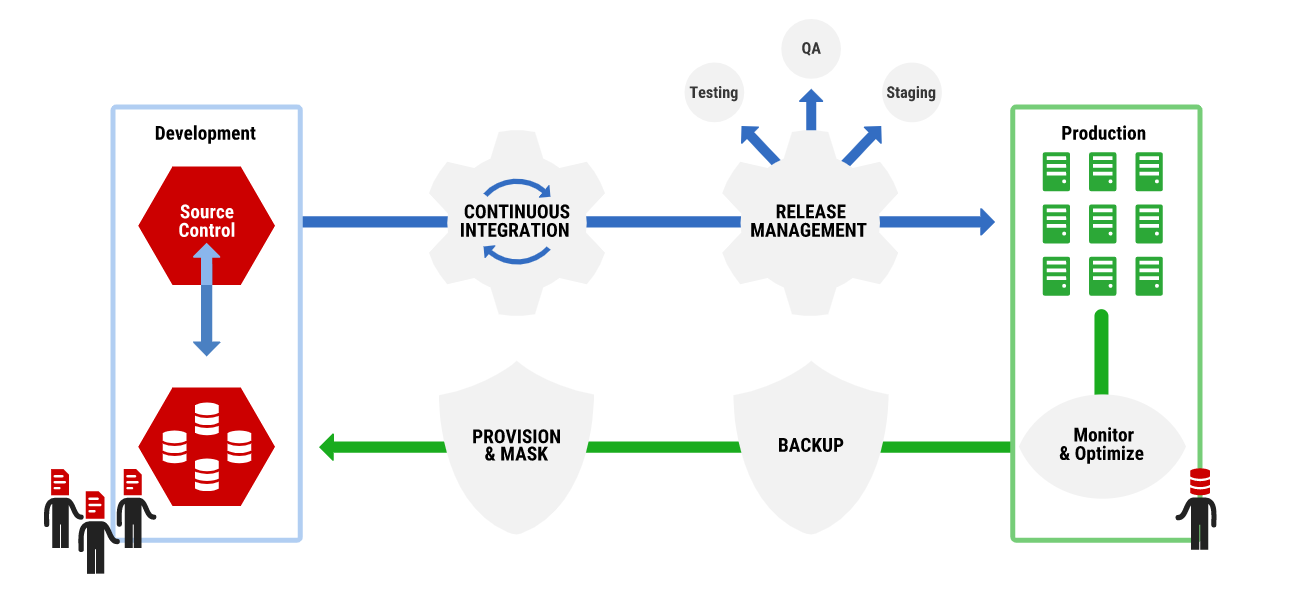 QA
Testing
Staging
Development
Production
Source
Control
CONTINUOUS
INTEGRATION
RELEASE
MANAGEMENT
PROVISION
& MASK
BACKUP
Monitor
& Optimize